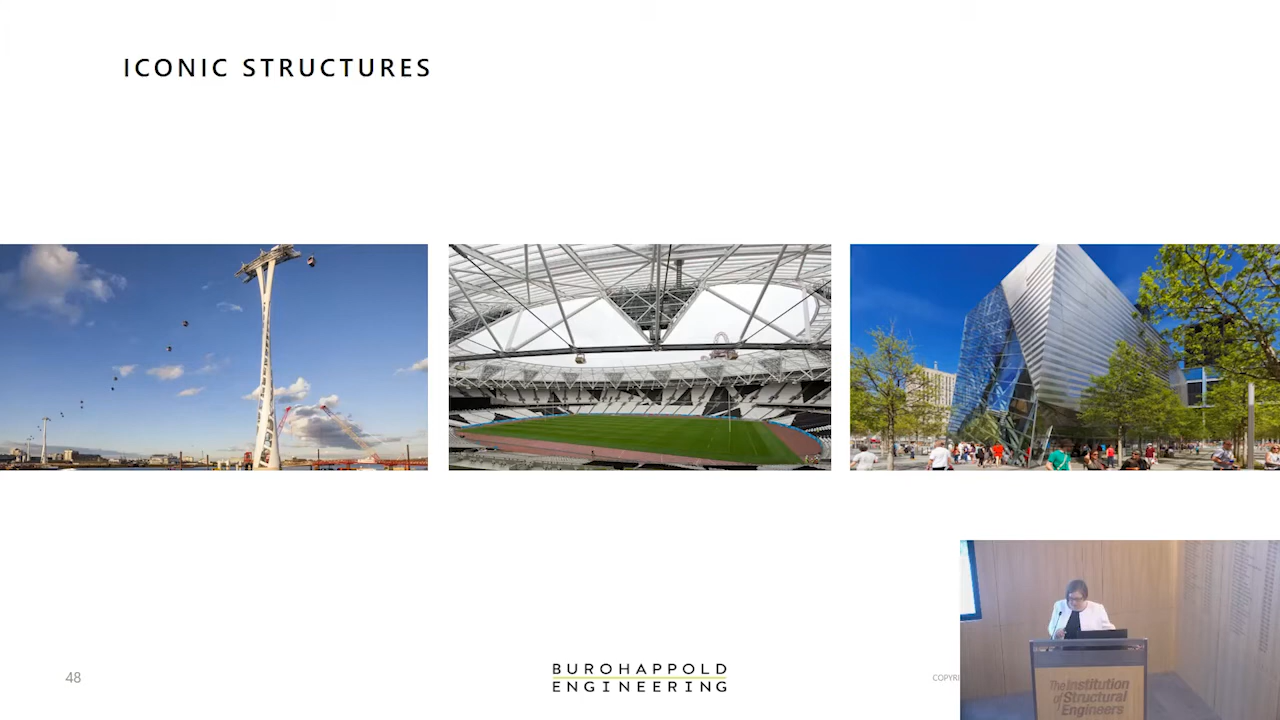 ICONIC STRUCTURES
48
BUROHAPPOLD
ENGINEERING
The Institution
of Structural
Engineers